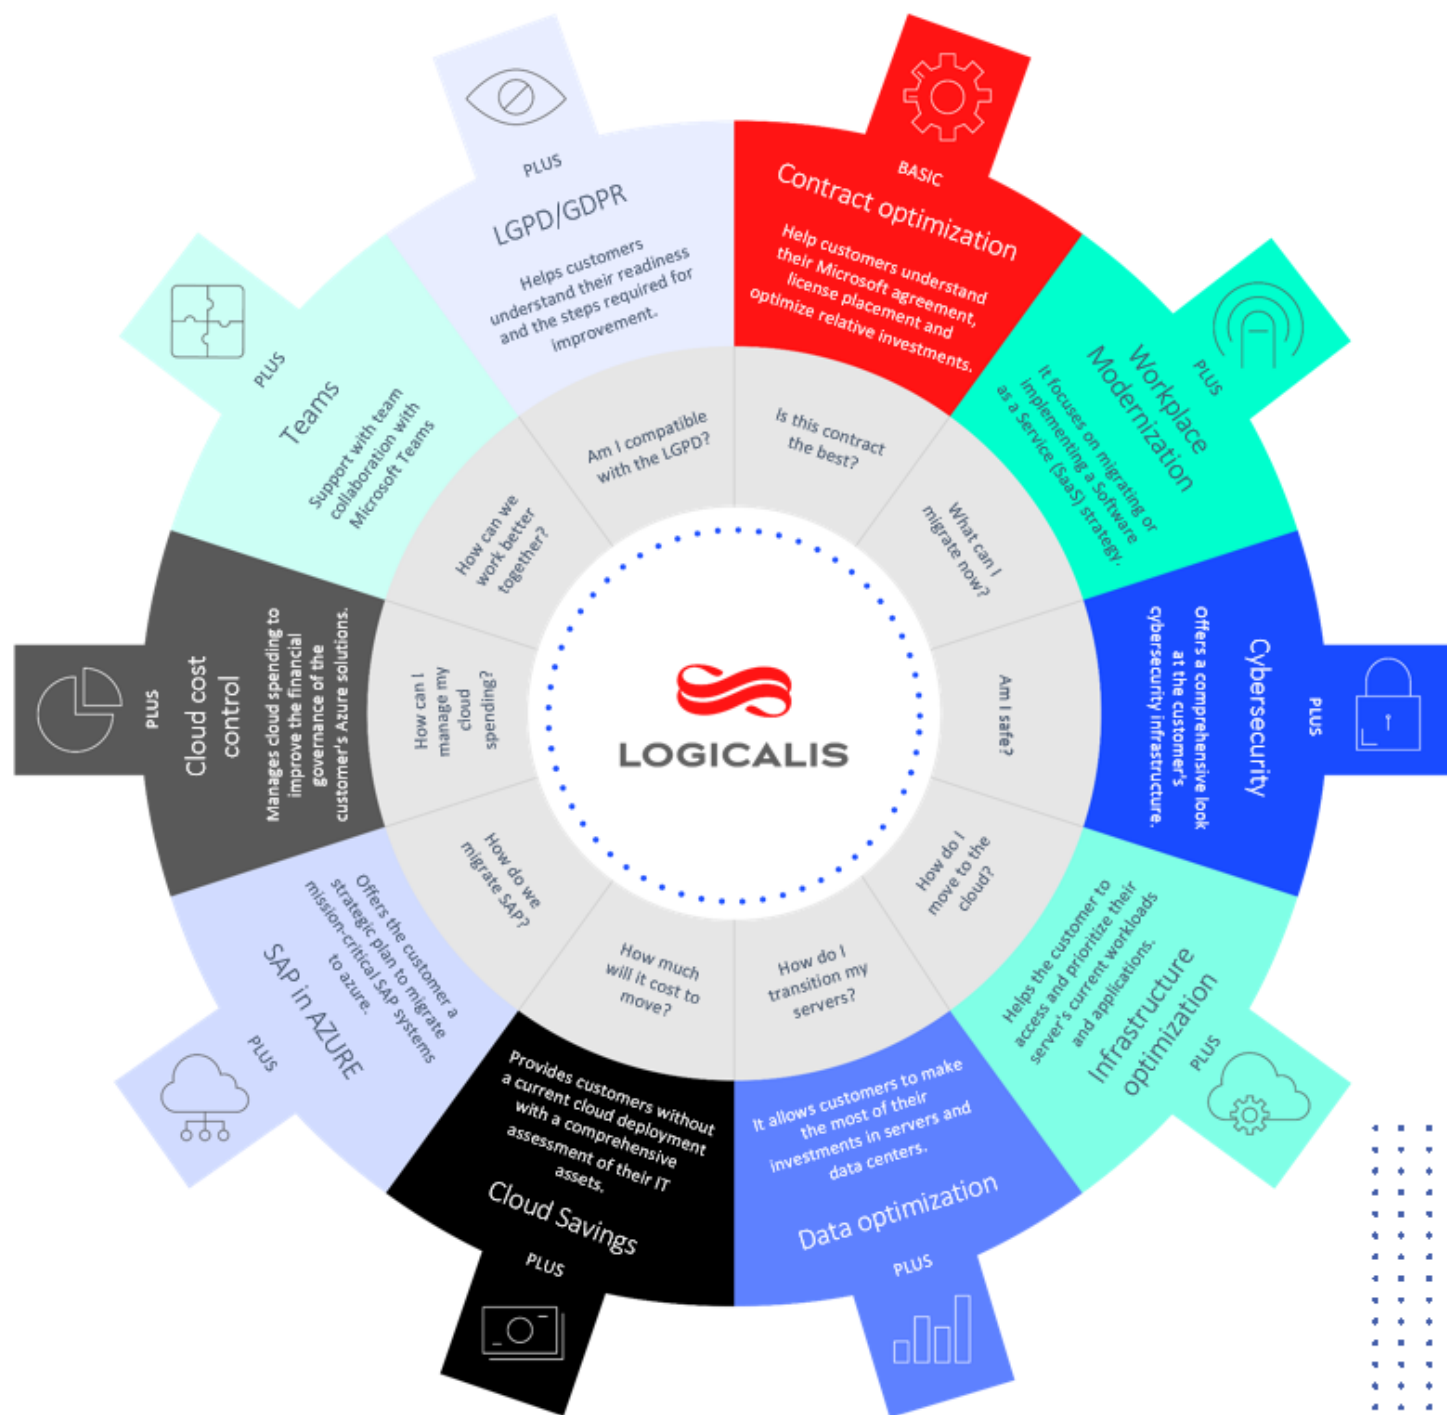 BASIC
Contract optimization
Help customers understand
their Microsoft agreement,
license placement and
optimize relative investments.
Is this contract
the best?
PLUS
Workplace
Modernization
It focuses on migrating or
implementing a Software
as a Service (SaaS) strategy.
What can I
migrate now?
PLUS
Cybersecurity
Offers a comprehensive look
at the customer's
cybersecurity infrastructure.
Am I safe?
PLUS
Infrastructure
optimization
Helps the customer to
access and prioritize their
server's current workloads
and applications.
How do I
move to the
cloud?
PLUS
Data optimization
It allows customers to make
the most of their
investments in servers and
data centers.
How do I
transition my
servers?
PLUS
Cloud Savings
Provides customers without
a current cloud deployment
with a comprehensive
assessment of their IT
assets.
How much
will it cost to
move?
PLUS
SAP in AZURE
Offers the customer a
strategic plan to migrate
mission-critical SAP systems
to azure.
How do we
migrate SAP?
PLUS
Cloud cost
control
Manages cloud spending to
improve the financial
governance of the
customer's Azure solutions.
How can I
manage my
cloud
spending?
PLUS
Teams
Support with team
collaboration with
Microsoft Teams
How can we
work better
together?
PLUS
LGPD/GDPR
Helps customers
understand their readiness
and the steps required for
improvement.
Am I compatible
with the LGPD?
LOGICALIS